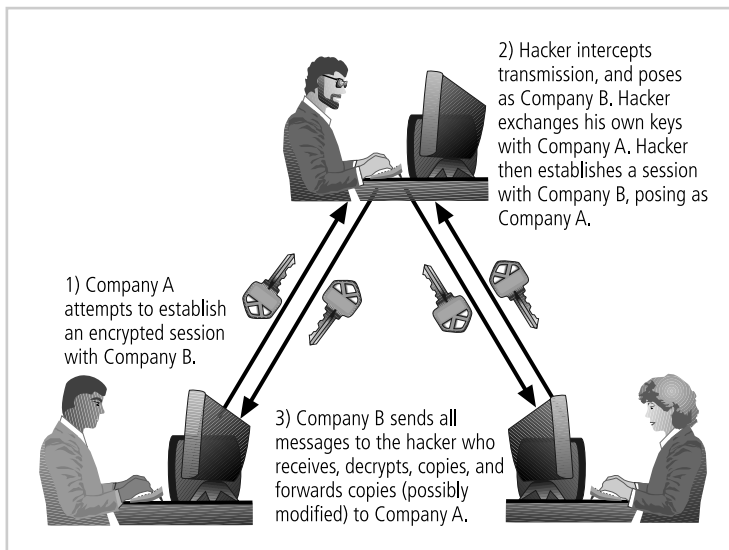 2) Hacker intercepts
transmission, and poses
as Company B. Hacker
exchanges his own keys
with Company A. Hacker
then establishes a session
with Company B, posing as
Company A.
1) Company A
attempts to establish
an encrypted session
with Company B.
3) Company B sends all
messages to the hacker who
receives, decrypts, copies, and
forwards copies (possibly
modified) to Company A.